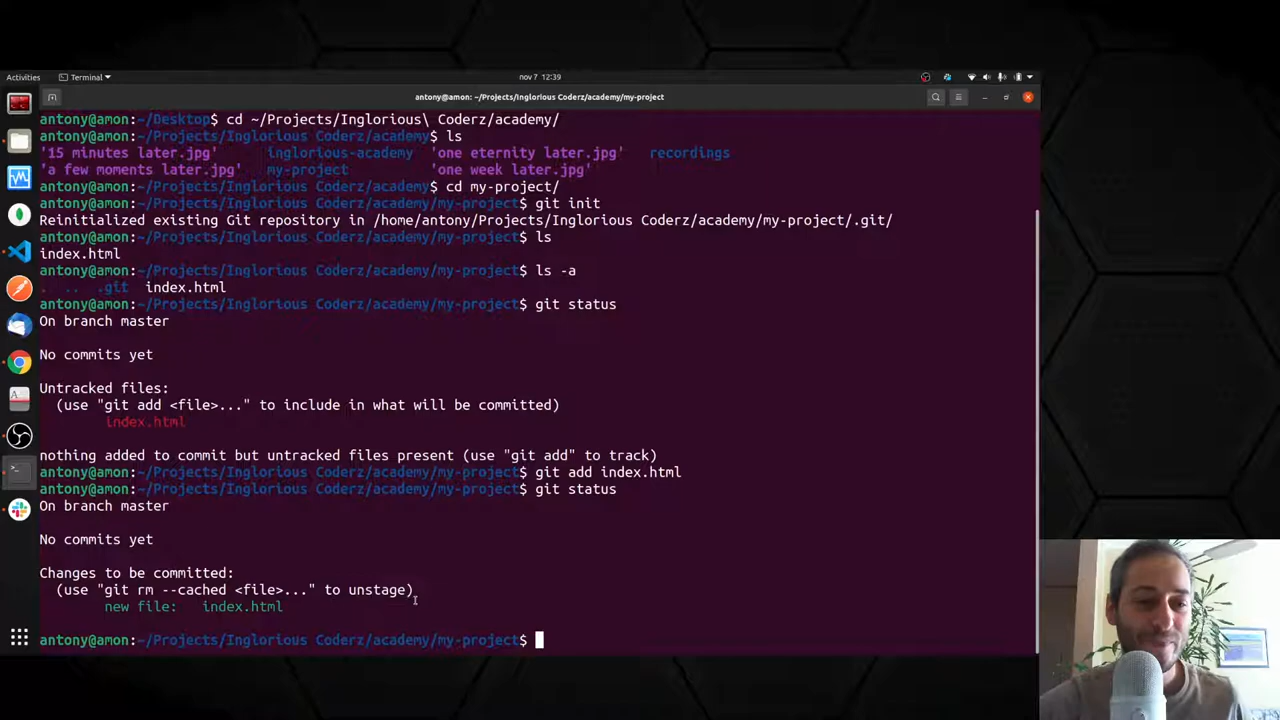 Activities
Terminal
nov 7 12:39
antony@amon: ~/Projects/Inglorious Coderz/academy/my-project
antony@amon:~/Desktop$ cd ~/Projects/Inglorious\ Coderz/academy/
antony@amon:~/Projects/Inglorious Coderz/academy$ ls
'15 minutes later.jpg' inglorious-academy 'one eternity later.jpg' recordings
'a few moments later.jpg' my-project 'one week later.jpg'
antony@amon:~/Projects/Inglorious Coderz/academy$ cd my-project/
antony@amon:~/Projects/Inglorious Coderz/academy/my-project$ git init
Reinitialized existing Git repository in /home/antony/Projects/Inglorious Coderz/academy/my-project/.git/
antony@amon:~/Projects/Inglorious Coderz/academy/my-project$ ls
index.html
antony@amon:~/Projects/Inglorious Coderz/academy/my-project$ ls -a
. .. .git index.html
antony@amon:~/Projects/Inglorious Coderz/academy/my-project$ git status
On branch master
No commits yet
Untracked files:
(use "git add <file>..." to include in what will be committed)
index.html
nothing added to commit but untracked files present (use "git add" to track)
antony@amon:~/Projects/Inglorious Coderz/academy/my-project$ git add index.html
antony@amon:~/Projects/Inglorious Coderz/academy/my-project$ git status
On branch master
No commits yet
Changes to be committed:
(use "git rm --cached <file>..." to unstage)
new file: index.html
antony@amon:~/Projects/Inglorious Coderz/academy/my-project$